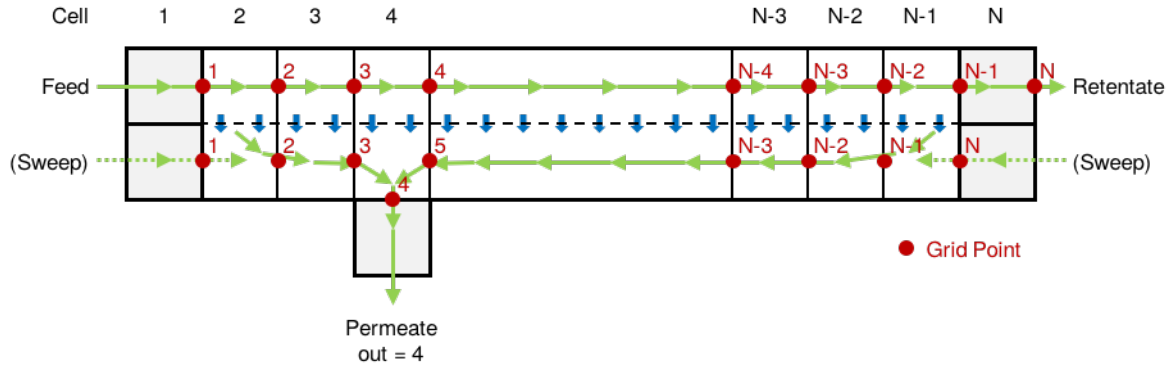 Cell 1 2 3 4 N-3 N-2 N-1 N
1 2 3 4 N-4 N-3 N-2 N-1 N
Feed Retentate
1 2 3 5 N-3 N-2 N-1 N
(Sweep) (Sweep)
4
Grid Point
Permeate
out = 4